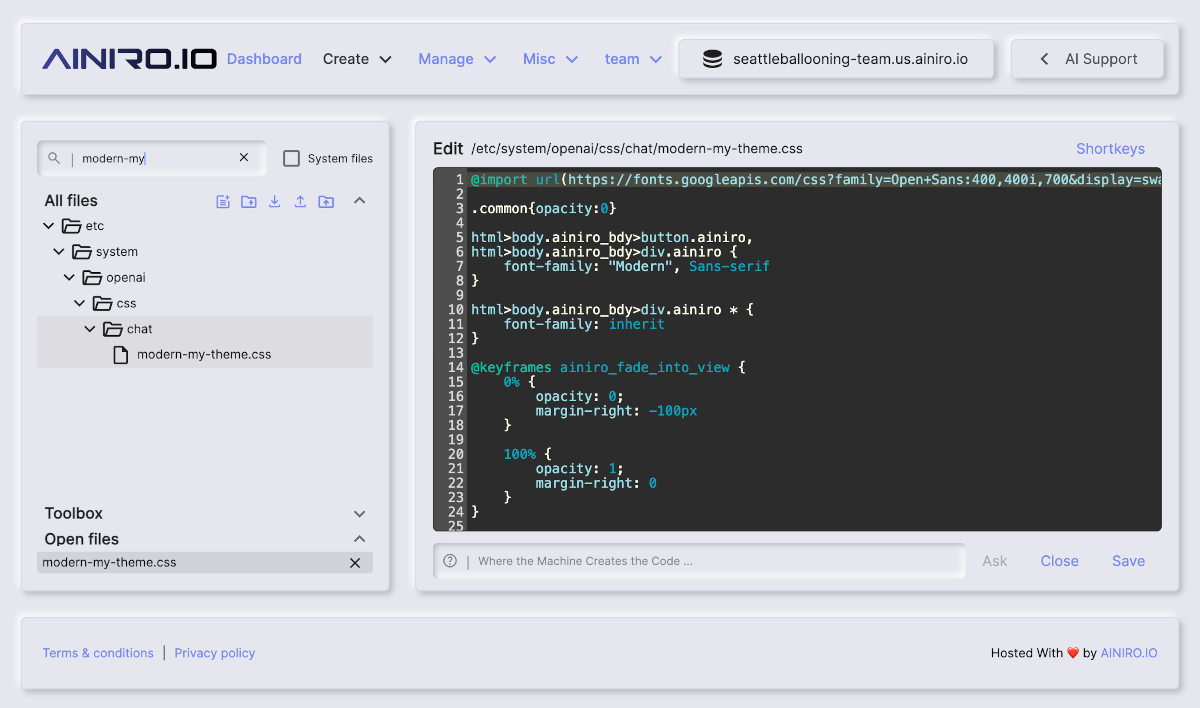 AINIRO.IO Dashboard Create Manage Misc team seattleballooning-team.us.ainiro.io AI Support
modern-my System files
All files
etc
system
openai
css
chat
modern-my-theme.css
Toolbox
Open files
modern-my-theme.css
Edit /etc/system/openai/css/chat/modern-my-theme.css Shortkeys
1 @import url(https://fonts.googleapis.com/css?family=Open+Sans:400,400i,700&display=swa
2
3 .common{opacity:0}
4
5 html>body.ainiro_bdy>button.ainiro,
6 html>body.ainiro_bdy>div.ainiro {
7 font-family: "Modern", Sans-serif
8 }
9
10 html>body.ainiro_bdy>div.ainiro * {
11 font-family: inherit
12 }
13
14 @keyframes ainiro_fade_into_view {
15 0% {
16 opacity: 0;
17 margin-right: -100px
18 }
19
20 100% {
21 opacity: 1;
22 margin-right: 0
23 }
24 }
25
Where the Machine Creates the Code ... Ask Close Save
Terms & conditions | Privacy policy Hosted With ❤️ by AINIRO.IO